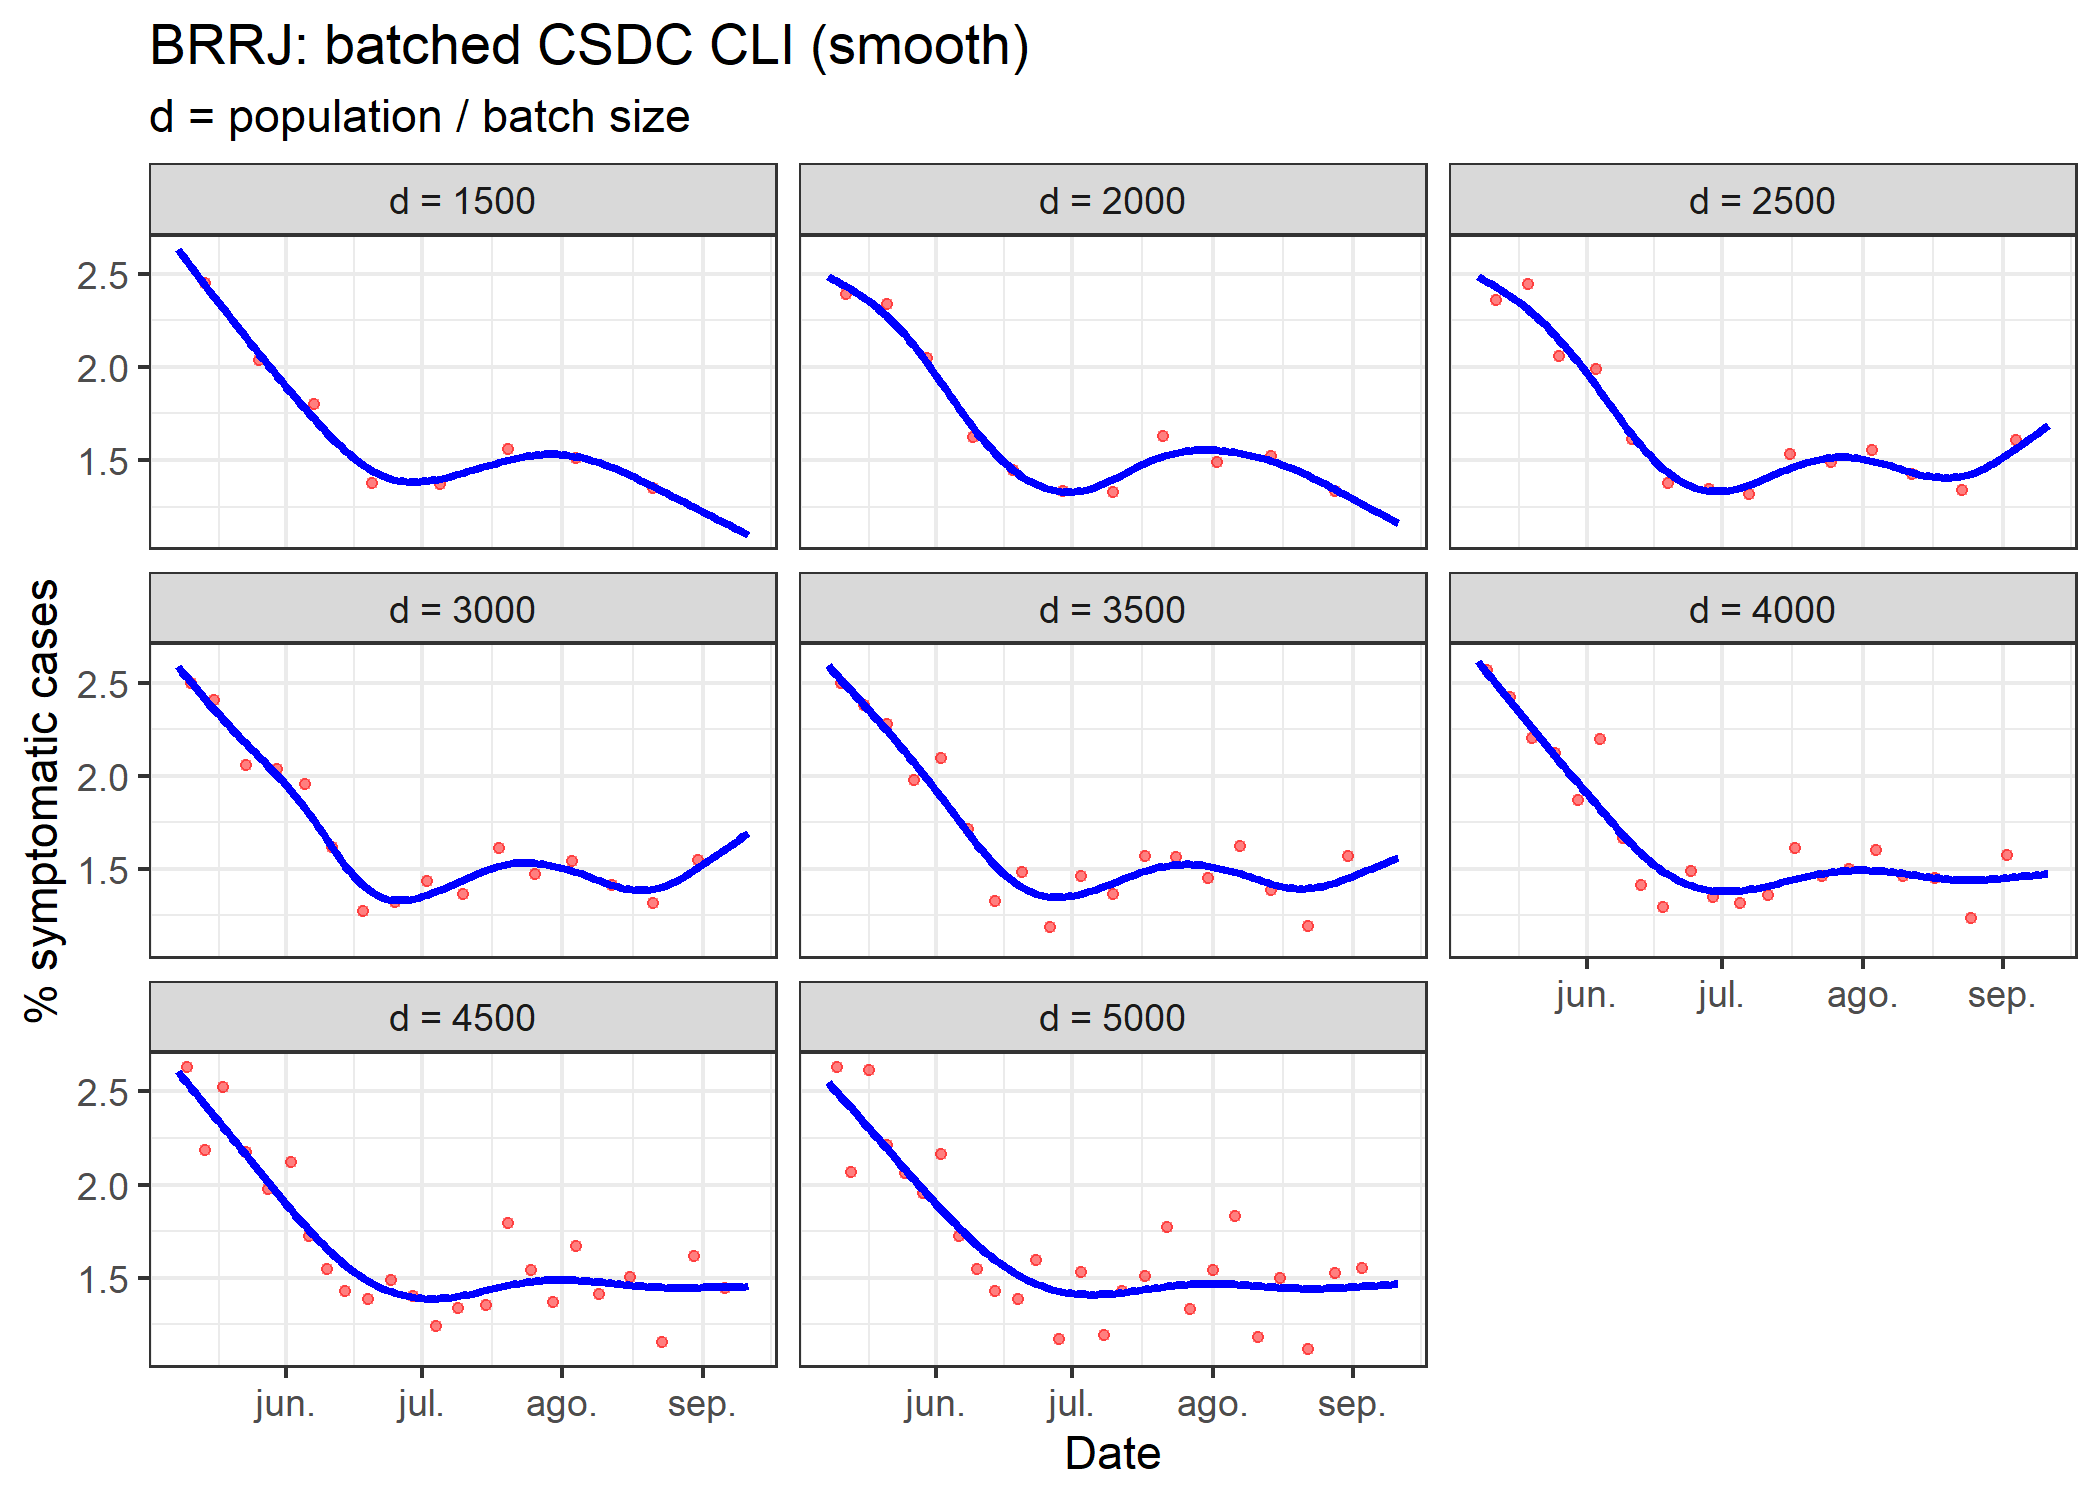 BRRJ: batched CSDC CLI (smooth)
d = population / batch size
d = 1500
d = 2000
d = 2500
2.5
2.0
1.5
d = 3000
d = 3500
d = 4000
2.5
2.0
1.5
jun.
jul.
ago.
sep.
d = 4500
d = 5000
2.5
2.0
1.5
jun.
jul.
ago.
sep.
jun.
jul.
ago.
sep.
% symptomatic cases
Date